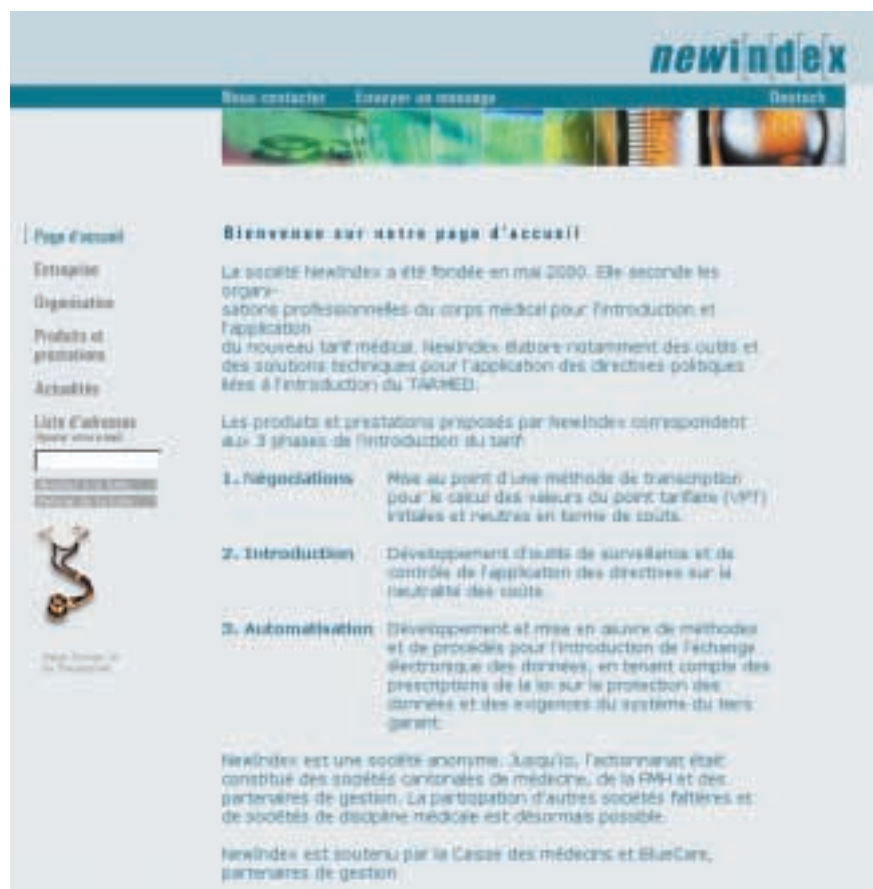 newindex
Nous contacter Envoyer un message Deutsch
Page d'accueil
Entreprise
Organisation
Produits et
prestations
Actualités
Liste d'adresses
Bienvenue sur notre page d'accueil
La société NewIndex a été fondée en mai 2000. Elle seconde les
organi-
sations professionnelles du corps médical pour l'introduction et
l'application
du nouveau tarif médical. NewIndex élabore notamment des outils et
des solutions techniques pour l'application des directives politiques
liées à l'introduction du TARMED.
Les produits et prestations proposés par NewIndex correspondent
aux 3 phases de l'introduction du tarif:
1. Négociations Mise au point d'une méthode de transcription
pour le calcul des valeurs du point tarifaire (VPT)
initiales et neutres en terme de coûts.
2. Introduction Développement d'outils de surveillance et de
contrôle de l'application des directives sur la
neutralité des coûts.
3. Automatisation Développement et mise en œuvre de méthodes
et de procédés pour l'introduction de l'échange
électronique des données, en tenant compte des
prescriptions de la loi sur la protection des
données et des exigences du système du tiers
garant.
NewIndex est une société anonyme. Jusqu'ici, l'actionnariat était
constitué des sociétés cantonales de médecine, de la FMH et des
partenaires de gestion. La participation d'autres sociétés faîtières et
de sociétés de discipline médicale est désormais possible.
NewIndex est soutenu par la Caisse des médecins et BlueCare,
partenaires de gestion